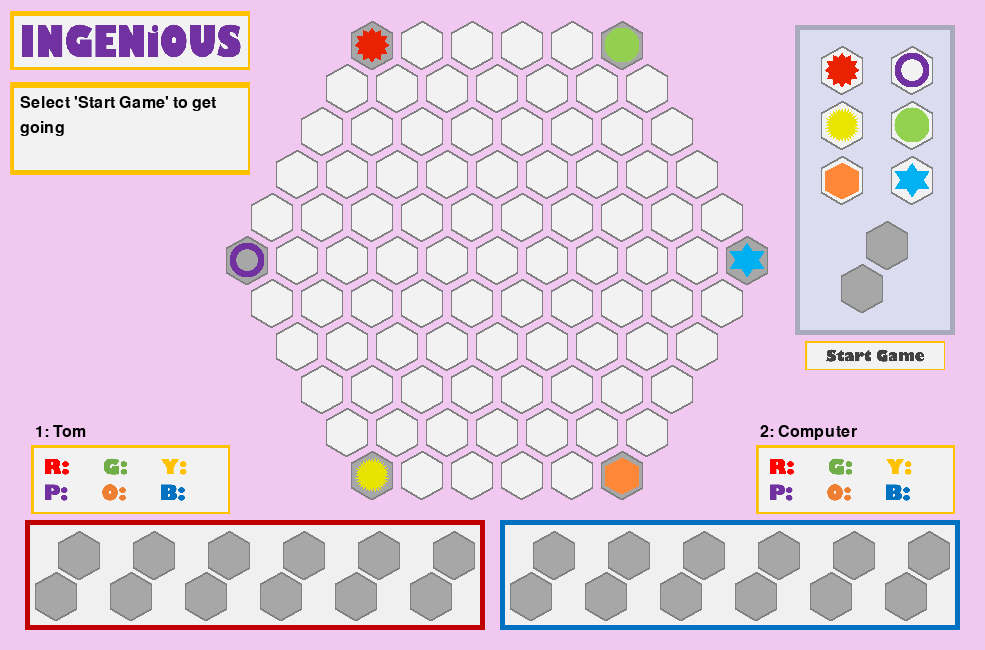 INGENiOUS
Select 'Start Game' to get
going
Start Game
1: Tom
R: G: Y:
P: O: B:
2: Computer
R: G: Y:
P: O: B: